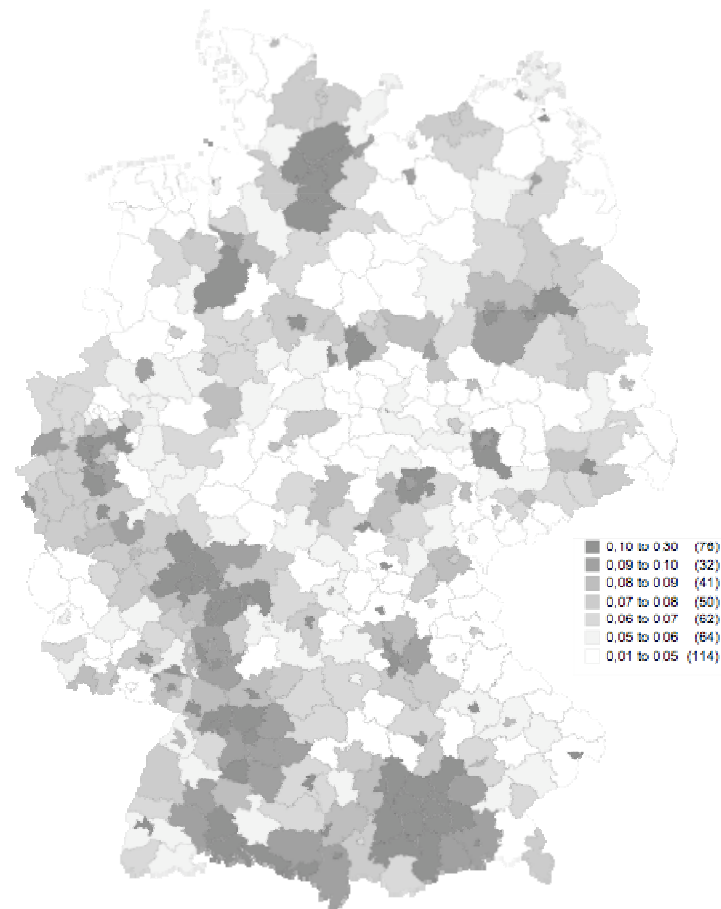 0,10 to 0 30 (76)
0,09 to 0 10 (32)
0,08 to 0 09 (41)
0,07 to 0 08 (50)
0,06 to 0 07 (62)
0,05 to 0 06 (64)
0,01 to 0 05 (114)